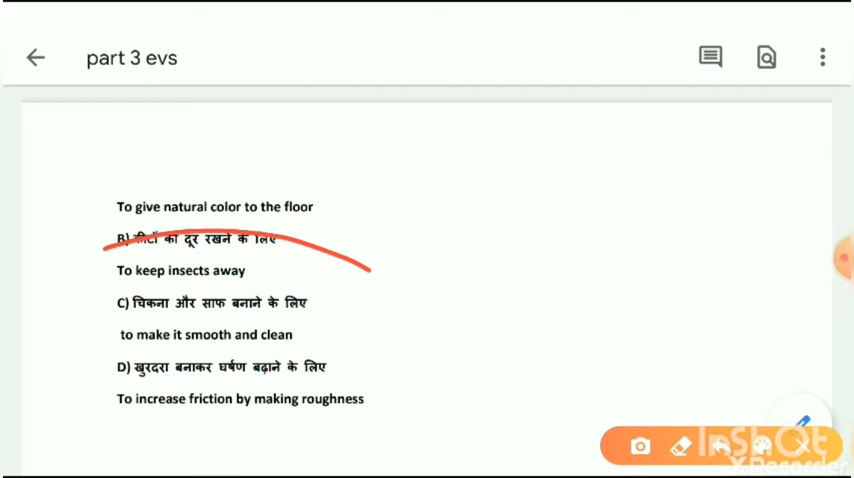 part 3 evs
To give natural color to the floor
B) कीटों को दूर रखने के लिए
To keep insects away
C) चिकना और साफ बनाने के लिए
to make it smooth and clean
D) खुरदरा बनाकर घर्षण बढ़ाने के लिए
To increase friction by making roughness
InShOt
XRecorder